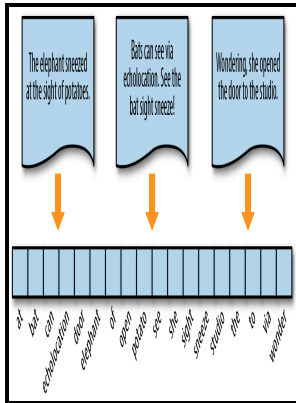 The elephant sneezed
at the sight of potatoes.
Bats can see via
echolocation. See the
bat sight sneeze!
Wondering, she opened
the door to the studio.
at
bat
can
echolocation
door
elephant
of
open
potato
see
she
sight
sneeze
studio
the
to
via
wonder